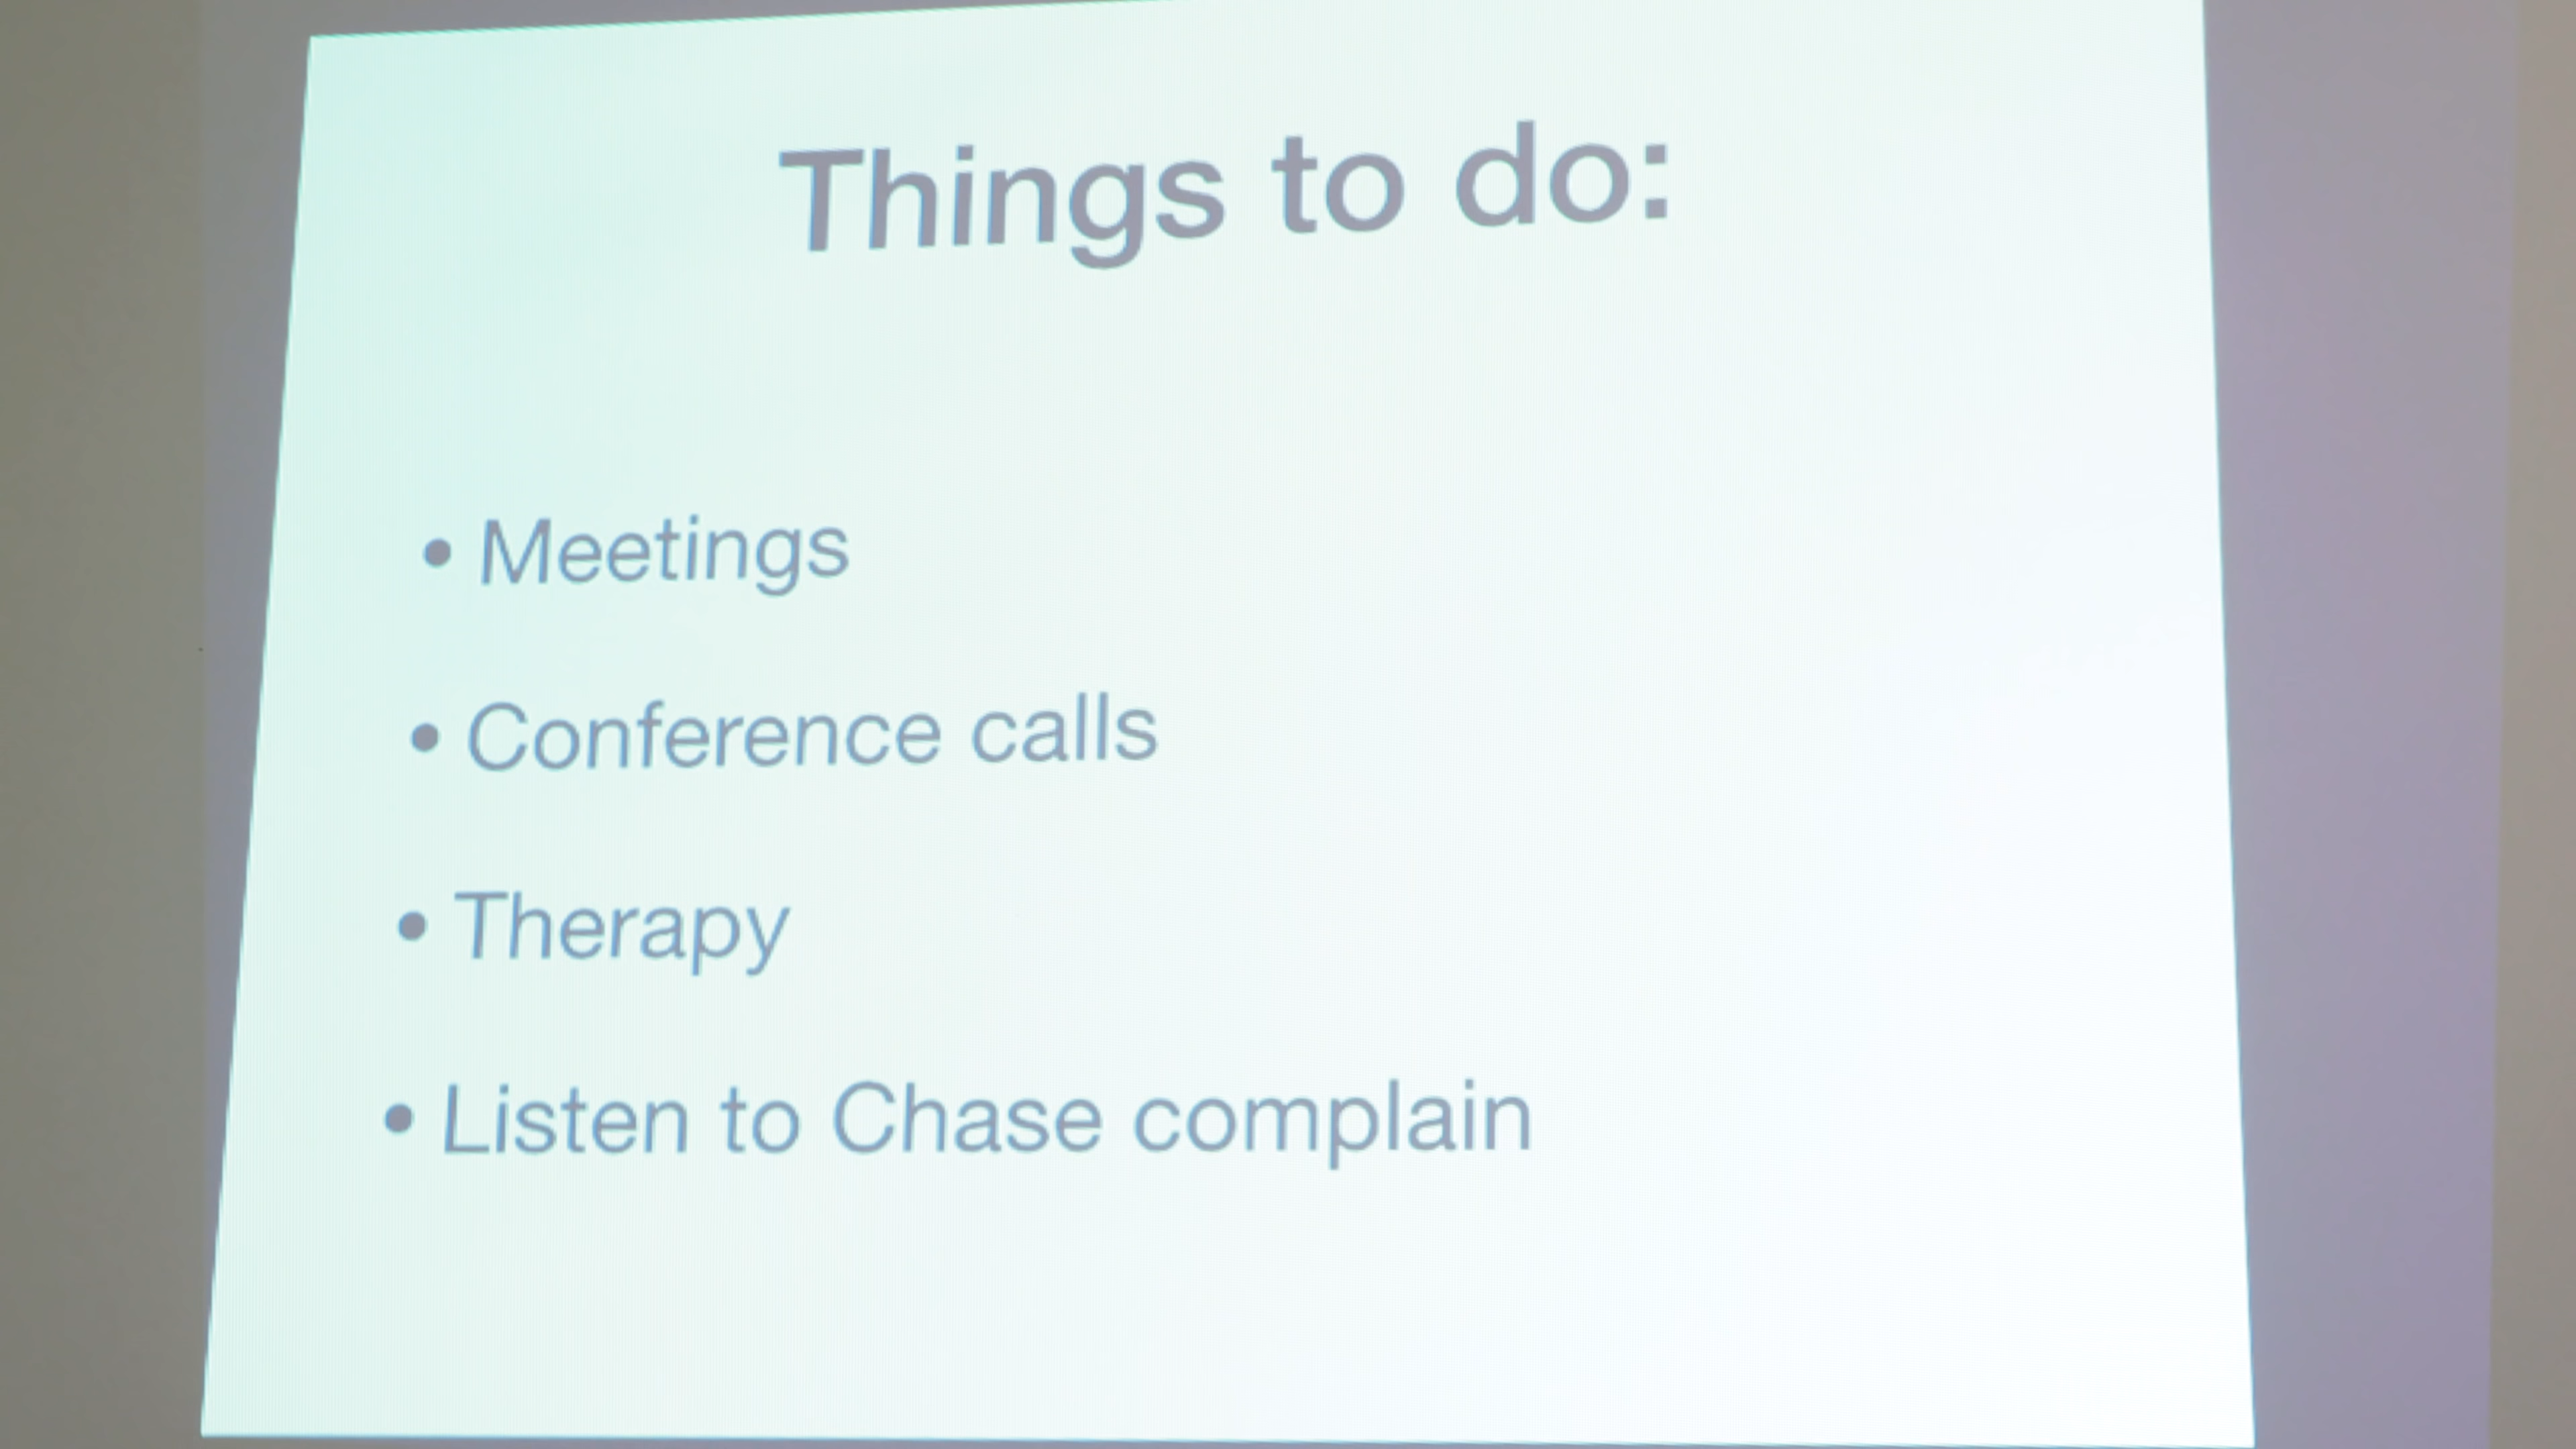 Things to do:
• Meetings
• Conference calls
• Therapy
• Listen to Chase complain